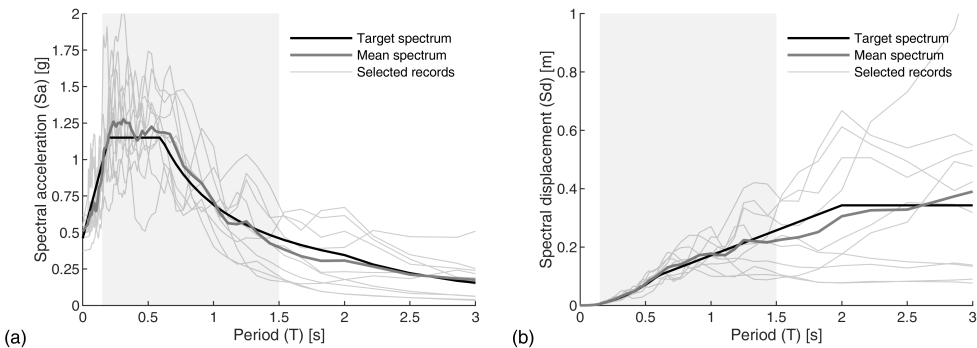 2
1.75
1.5
1.25
1
0.75
0.5
0.25
0
Spectral acceleration (Sa) [g]
0 0.5 1 1.5 2 2.5 3
Period (T) [s]
Target spectrum
Mean spectrum
Selected records
(a)
1
0.8
0.6
0.4
0.2
0
Spectral displacement (Sd) [m]
0 0.5 1 1.5 2 2.5 3
Period (T) [s]
Target spectrum
Mean spectrum
Selected records
(b)